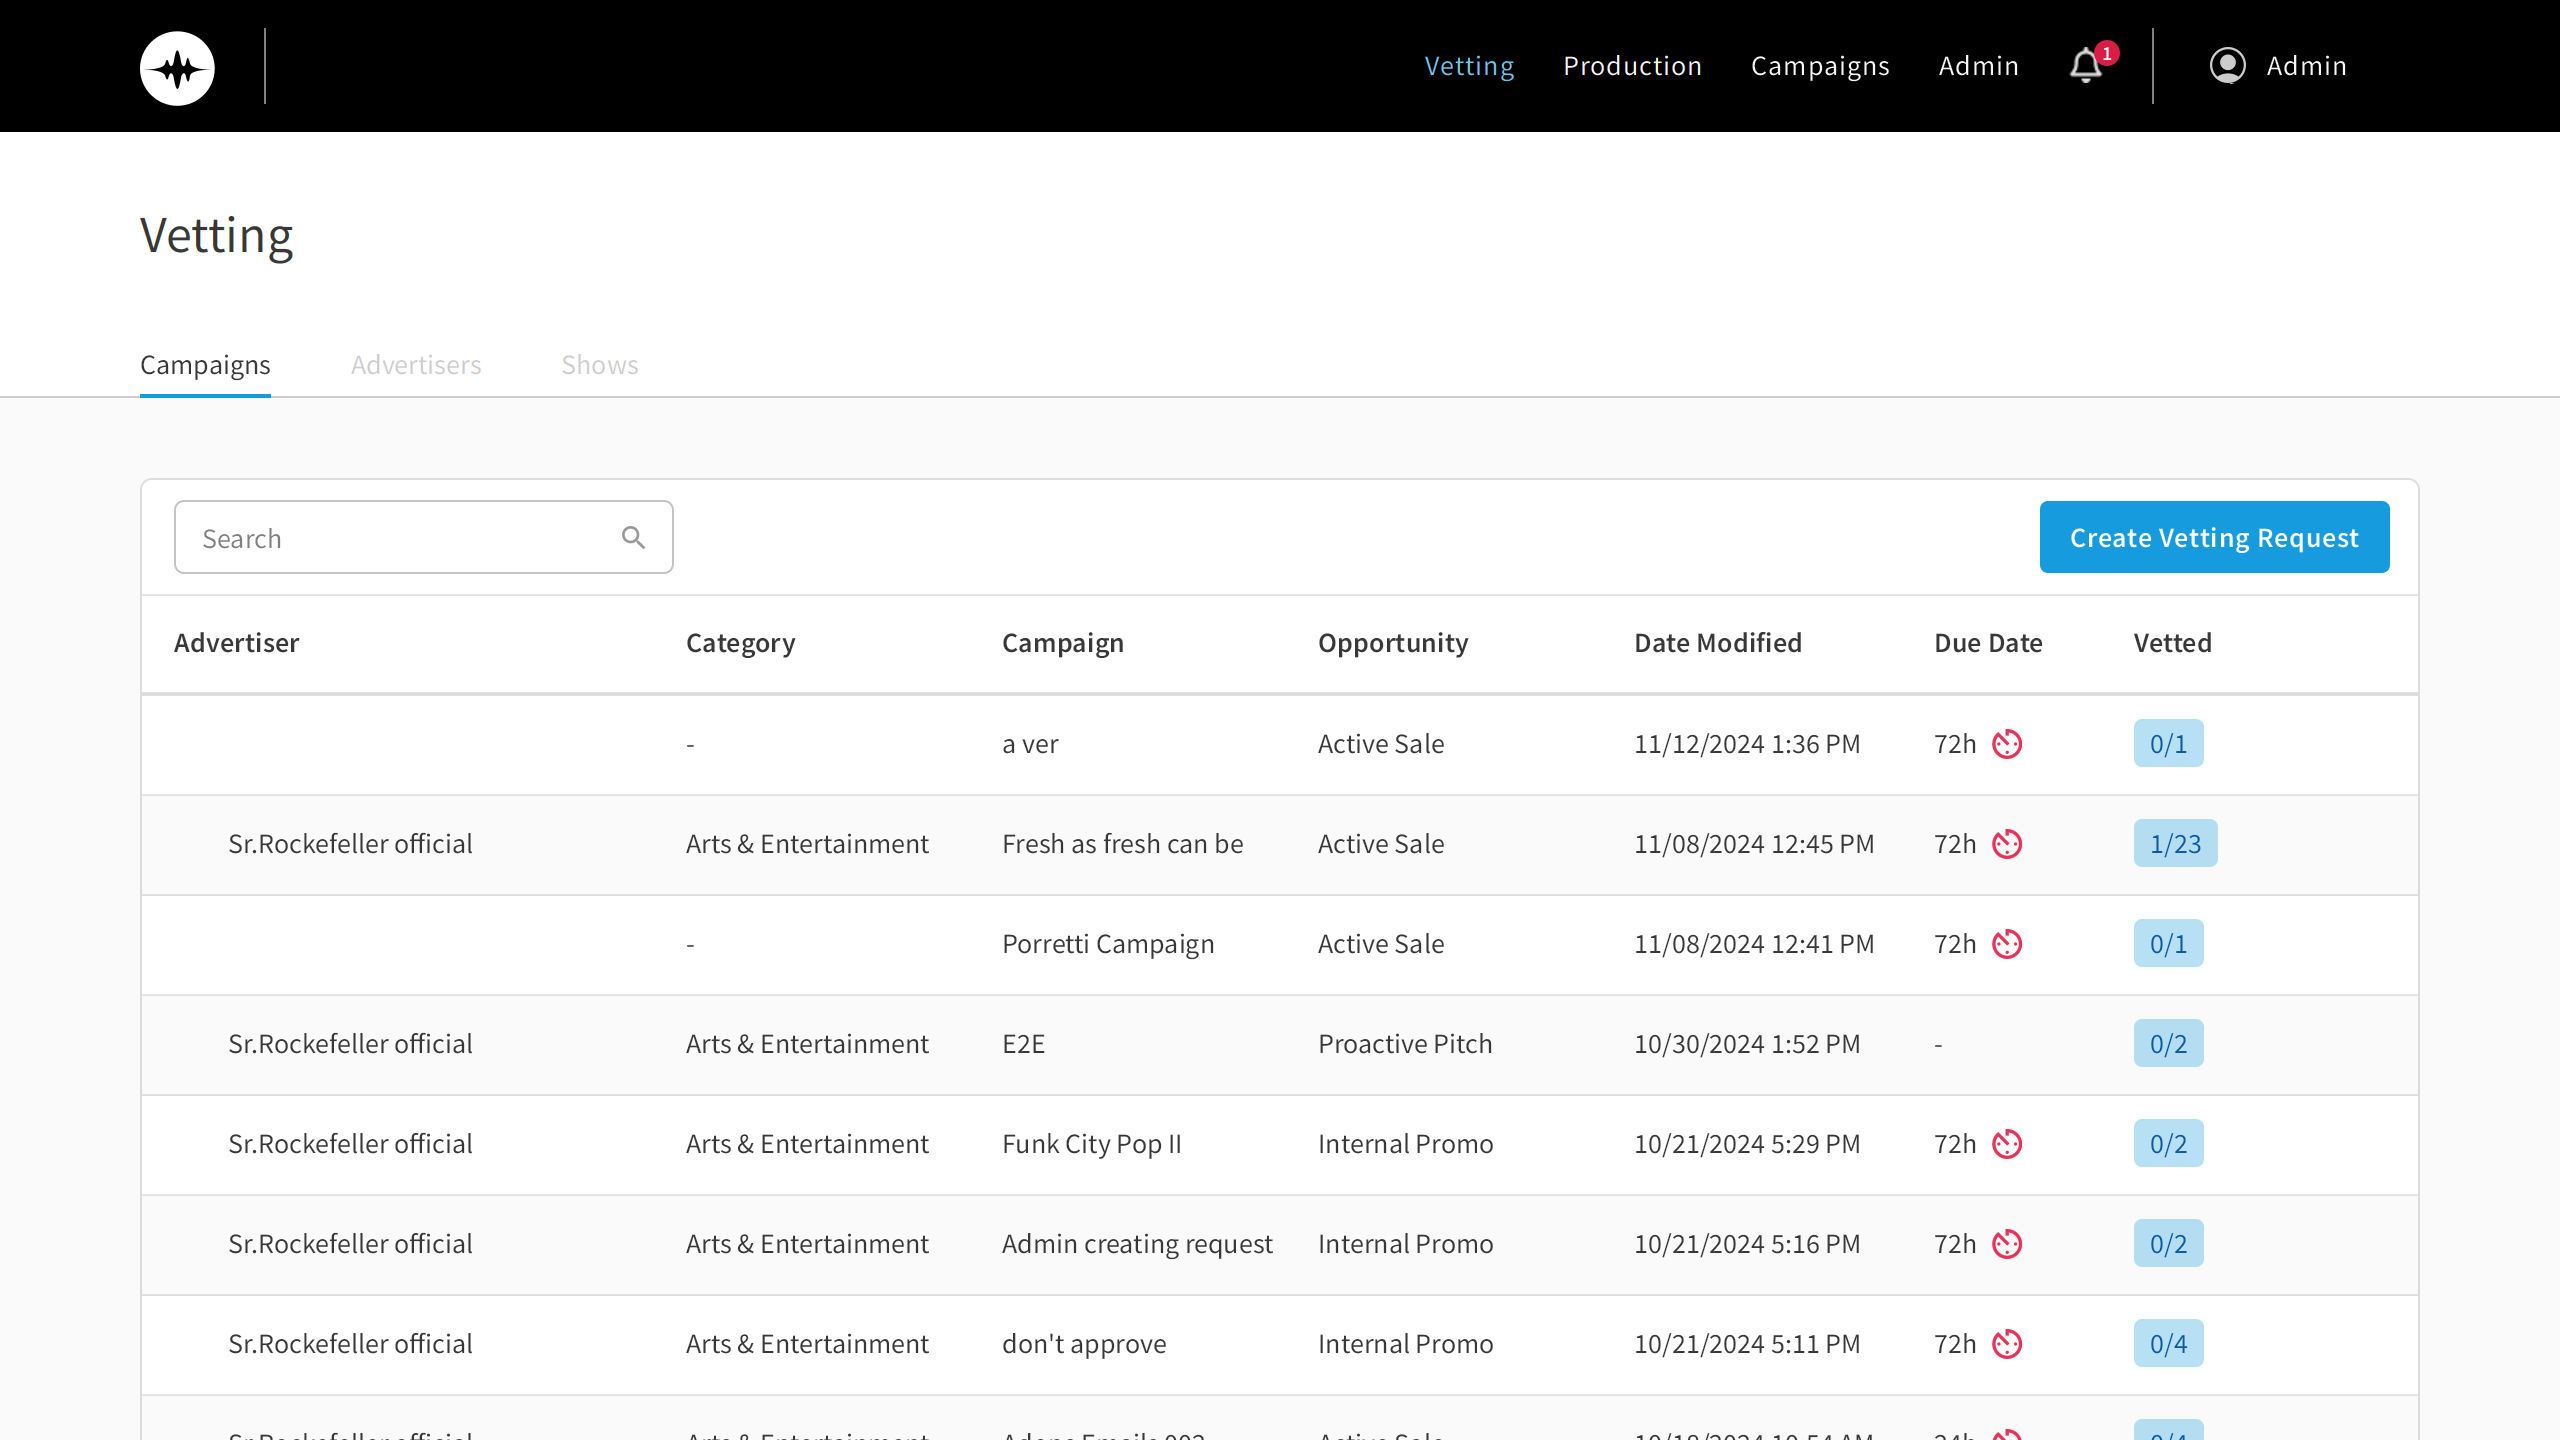 Vetting Production Campaigns Admin 1 Admin
Vetting
Campaigns Advertisers Shows
Search Create Vetting Request
Advertiser Category Campaign Opportunity Date Modified Due Date Vetted
- a ver Active Sale 11/12/2024 1:36 PM 72h 0/1
Sr.Rockefeller official Arts & Entertainment Fresh as fresh can be Active Sale 11/08/2024 12:45 PM 72h 1/23
- Porretti Campaign Active Sale 11/08/2024 12:41 PM 72h 0/1
Sr.Rockefeller official Arts & Entertainment E2E Proactive Pitch 10/30/2024 1:52 PM - 0/2
Sr.Rockefeller official Arts & Entertainment Funk City Pop II Internal Promo 10/21/2024 5:29 PM 72h 0/2
Sr.Rockefeller official Arts & Entertainment Admin creating request Internal Promo 10/21/2024 5:16 PM 72h 0/2
Sr.Rockefeller official Arts & Entertainment don't approve Internal Promo 10/21/2024 5:11 PM 72h 0/4
Sr.Rockefeller official Arts & Entertainment Active Sale